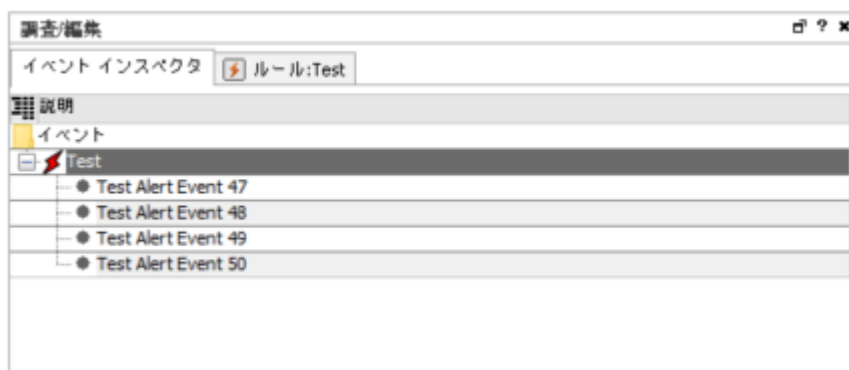 調査/編集
イベント インスペクタ ルール:Test
説明
イベント
Test
Test Alert Event 47
Test Alert Event 48
Test Alert Event 49
Test Alert Event 50